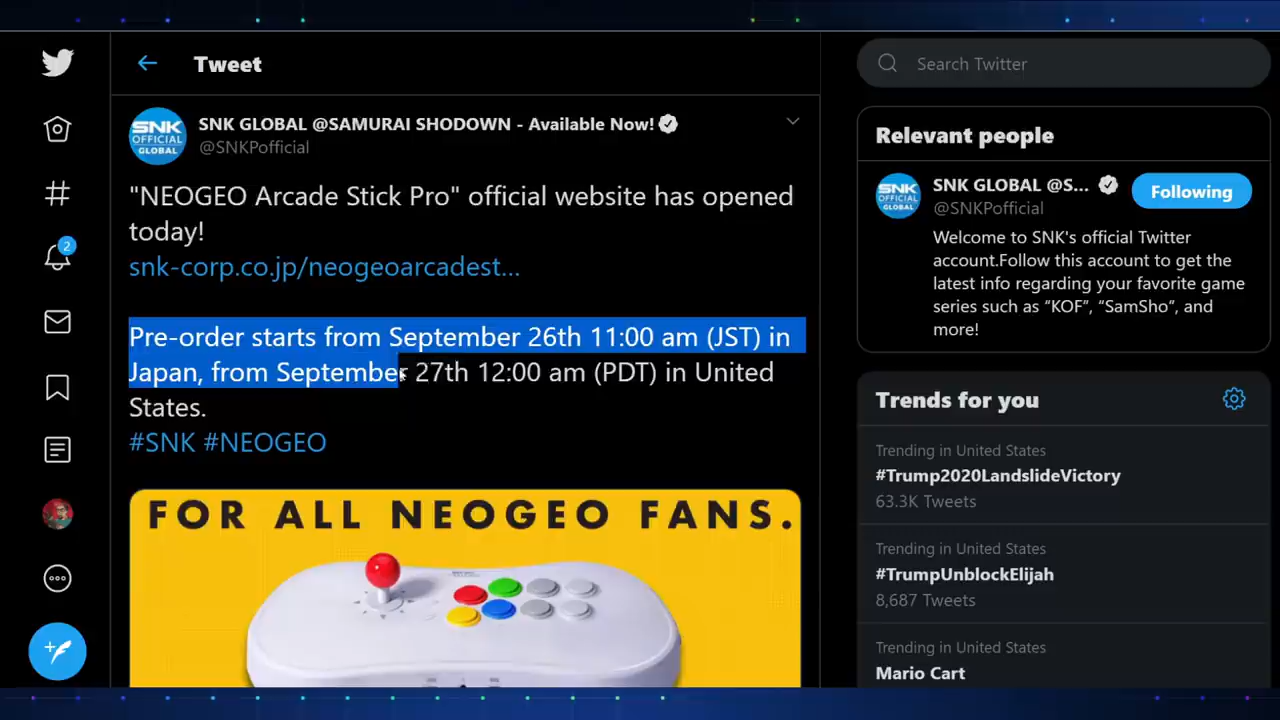 Tweet
SNK
OFFICIAL
GLOBAL
SNK GLOBAL @SAMURAI SHODOWN - Available Now!
@SNKPofficial
"NEOGEO Arcade Stick Pro" official website has opened
today!
snk-corp.co.jp/neogeoarcadest...
Pre-order starts from September 26th 11:00 am (JST) in
Japan, from September 27th 12:00 am (PDT) in United
States.
#SNK #NEOGEO
FOR ALL NEOGEO FANS.
2
Search Twitter
Relevant people
SNK
OFFICIAL
GLOBAL
SNK GLOBAL @S...
@SNKPofficial
Following
Welcome to SNK's official Twitter
account.Follow this account to get the
latest info regarding your favorite game
series such as “KOF”, “SamSho”, and
more!
Trends for you
Trending in United States
#Trump2020LandslideVictory
63.3K Tweets
Trending in United States
#TrumpUnblockElijah
8,687 Tweets
Trending in United States
Mario Cart